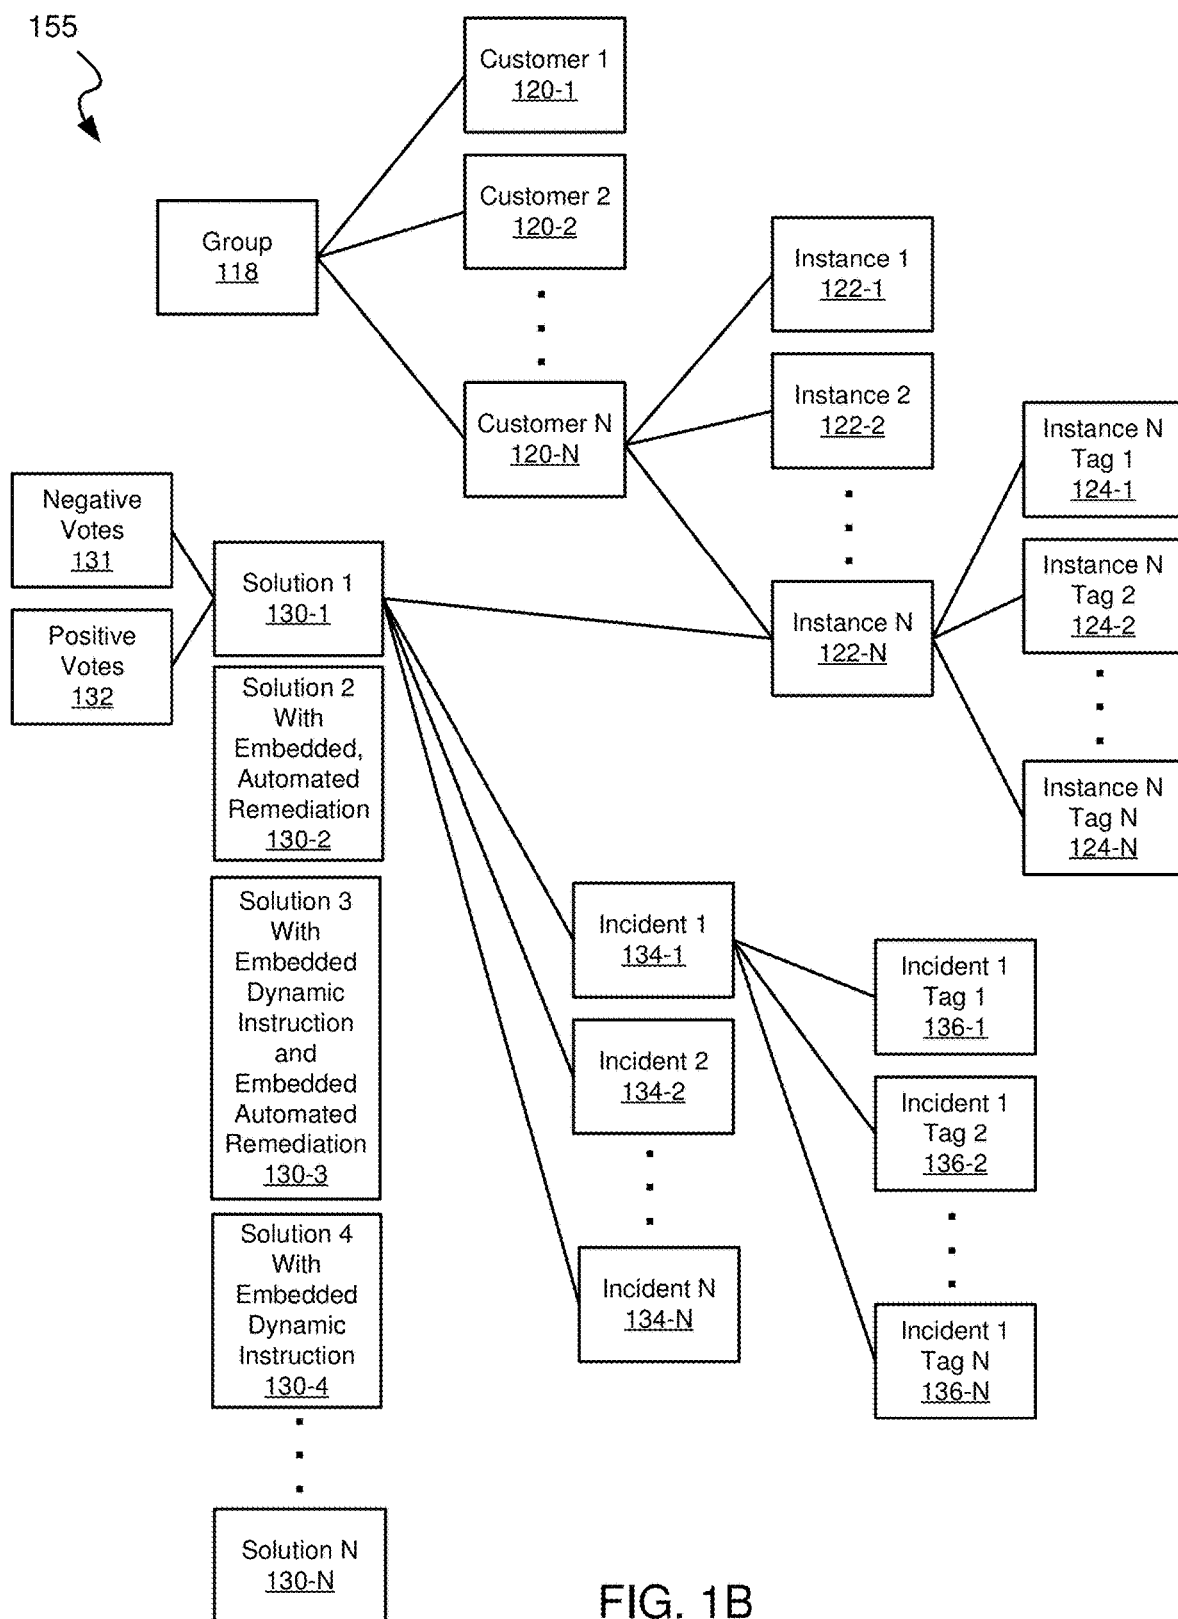 155
Customer 1
120-1
Customer 2
120-2
Group
118
Customer N
120-N
Instance 1
122-1
Instance 2
122-2
Instance N
122-N
Instance N
Tag 1
124-1
Instance N
Tag 2
124-2
Instance N
Tag N
124-N
Negative
Votes
131
Positive
Votes
132
Solution 1
130-1
Solution 2
With
Embedded,
Automated
Remediation
130-2
Solution 3
With
Embedded
Dynamic
Instruction
and
Embedded
Automated
Remediation
130-3
Solution 4
With
Embedded
Dynamic
Instruction
130-4
Solution N
130-N
Incident 1
134-1
Incident 2
134-2
Incident N
134-N
Incident 1
Tag 1
136-1
Incident 1
Tag 2
136-2
Incident 1
Tag N
136-N
FIG. 1B